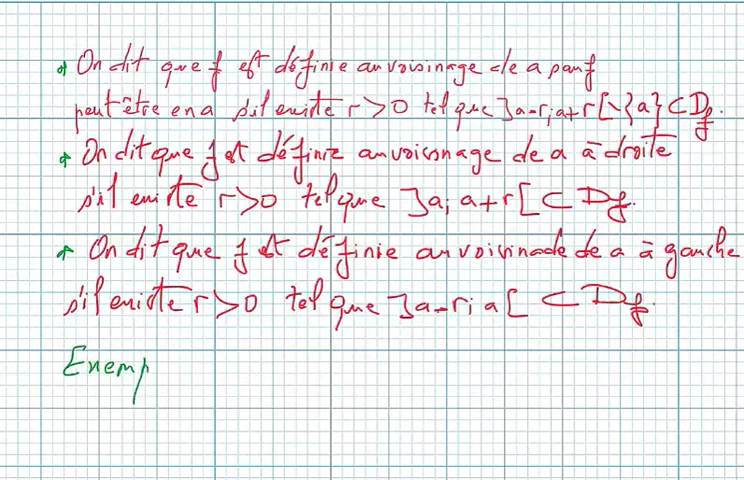 * On dit que f est définie au voisinage de a sauf
peut être en a s'il existe r > 0 tel que ]a-r; a+r[ \ {a} ⊂ Df.
* On dit que f est définie au voisinage de a à droite
s'il existe r > 0 tel que ]a; a+r[ ⊂ Df.
* On dit que f est définie au voisinade de a à gauche
s'il existe r > 0 tel que ]a-r; a[ ⊂ Df.
Exemp